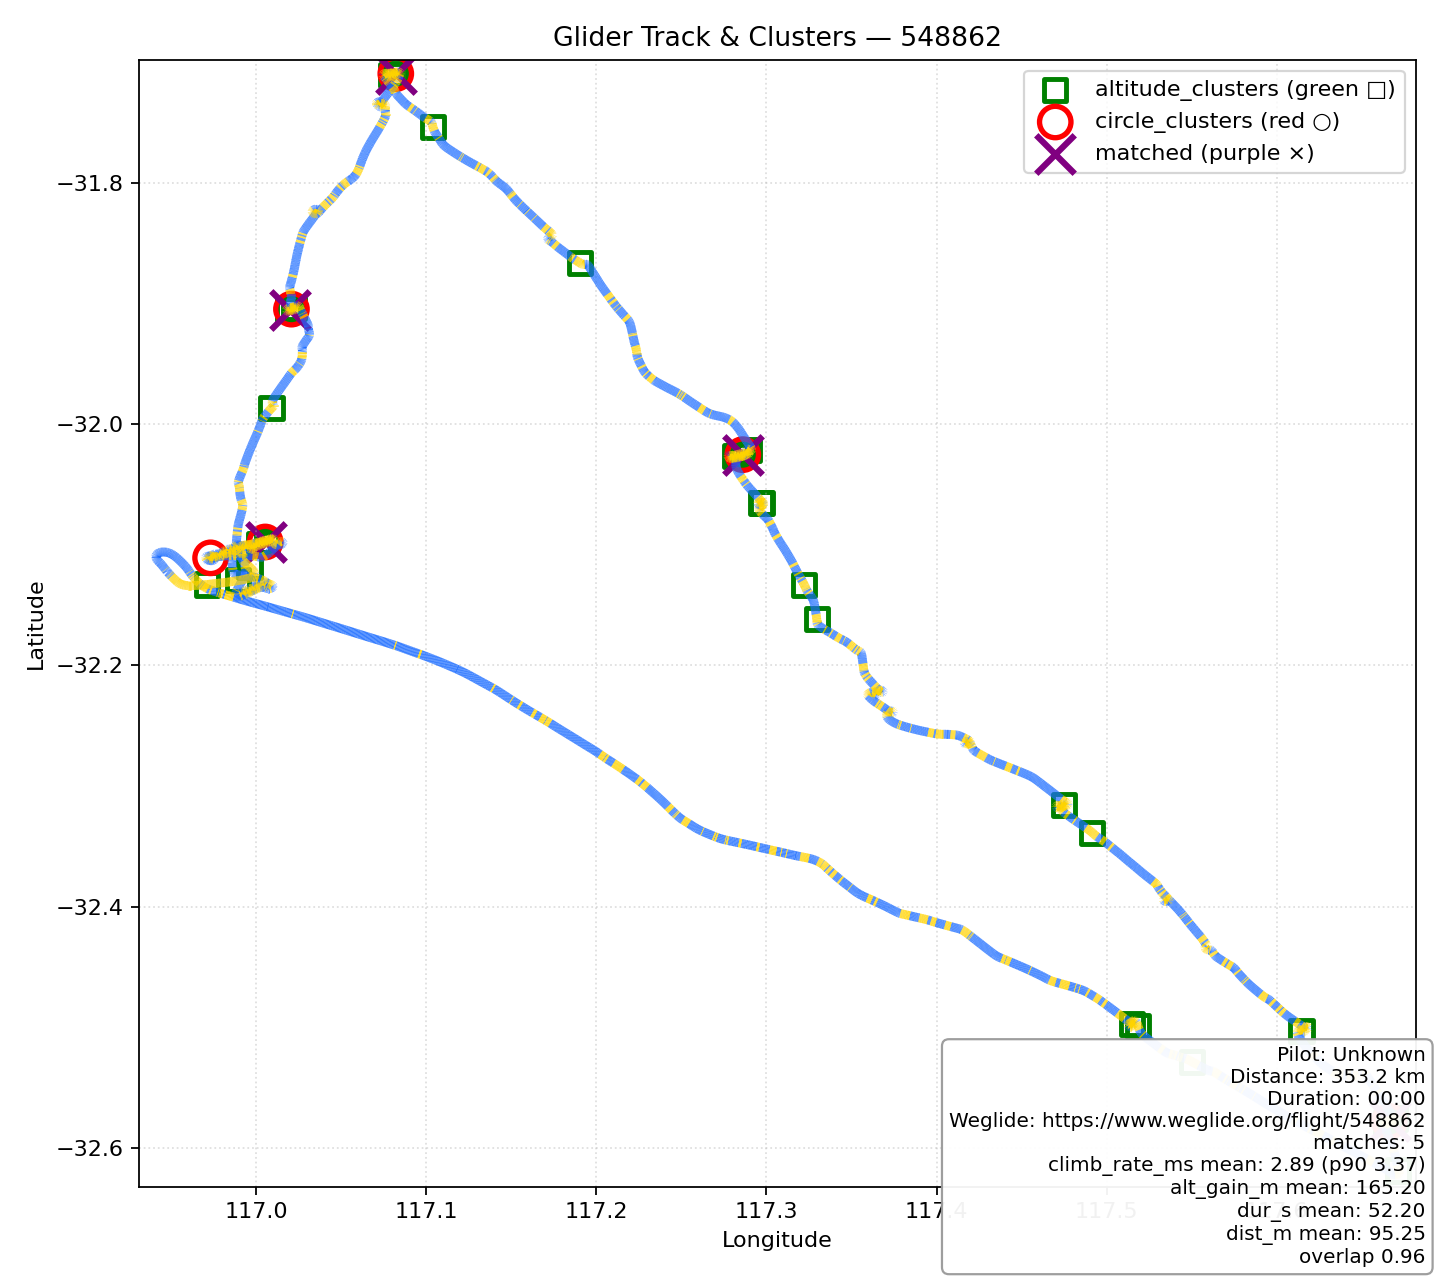 Glider Track & Clusters — 548862
altitude_clusters (green □)
circle_clusters (red ○)
matched (purple ×)
Latitude
−31.8
−32.0
−32.2
−32.4
−32.6
117.0
117.1
117.2
117.3
117.4
117.5
Longitude
Pilot: Unknown
Distance: 353.2 km
Duration: 00:00
Weglide: https://www.weglide.org/flight/548862
matches: 5
climb_rate_ms mean: 2.89 (p90 3.37)
alt_gain_m mean: 165.20
dur_s mean: 52.20
dist_m mean: 95.25
overlap 0.96